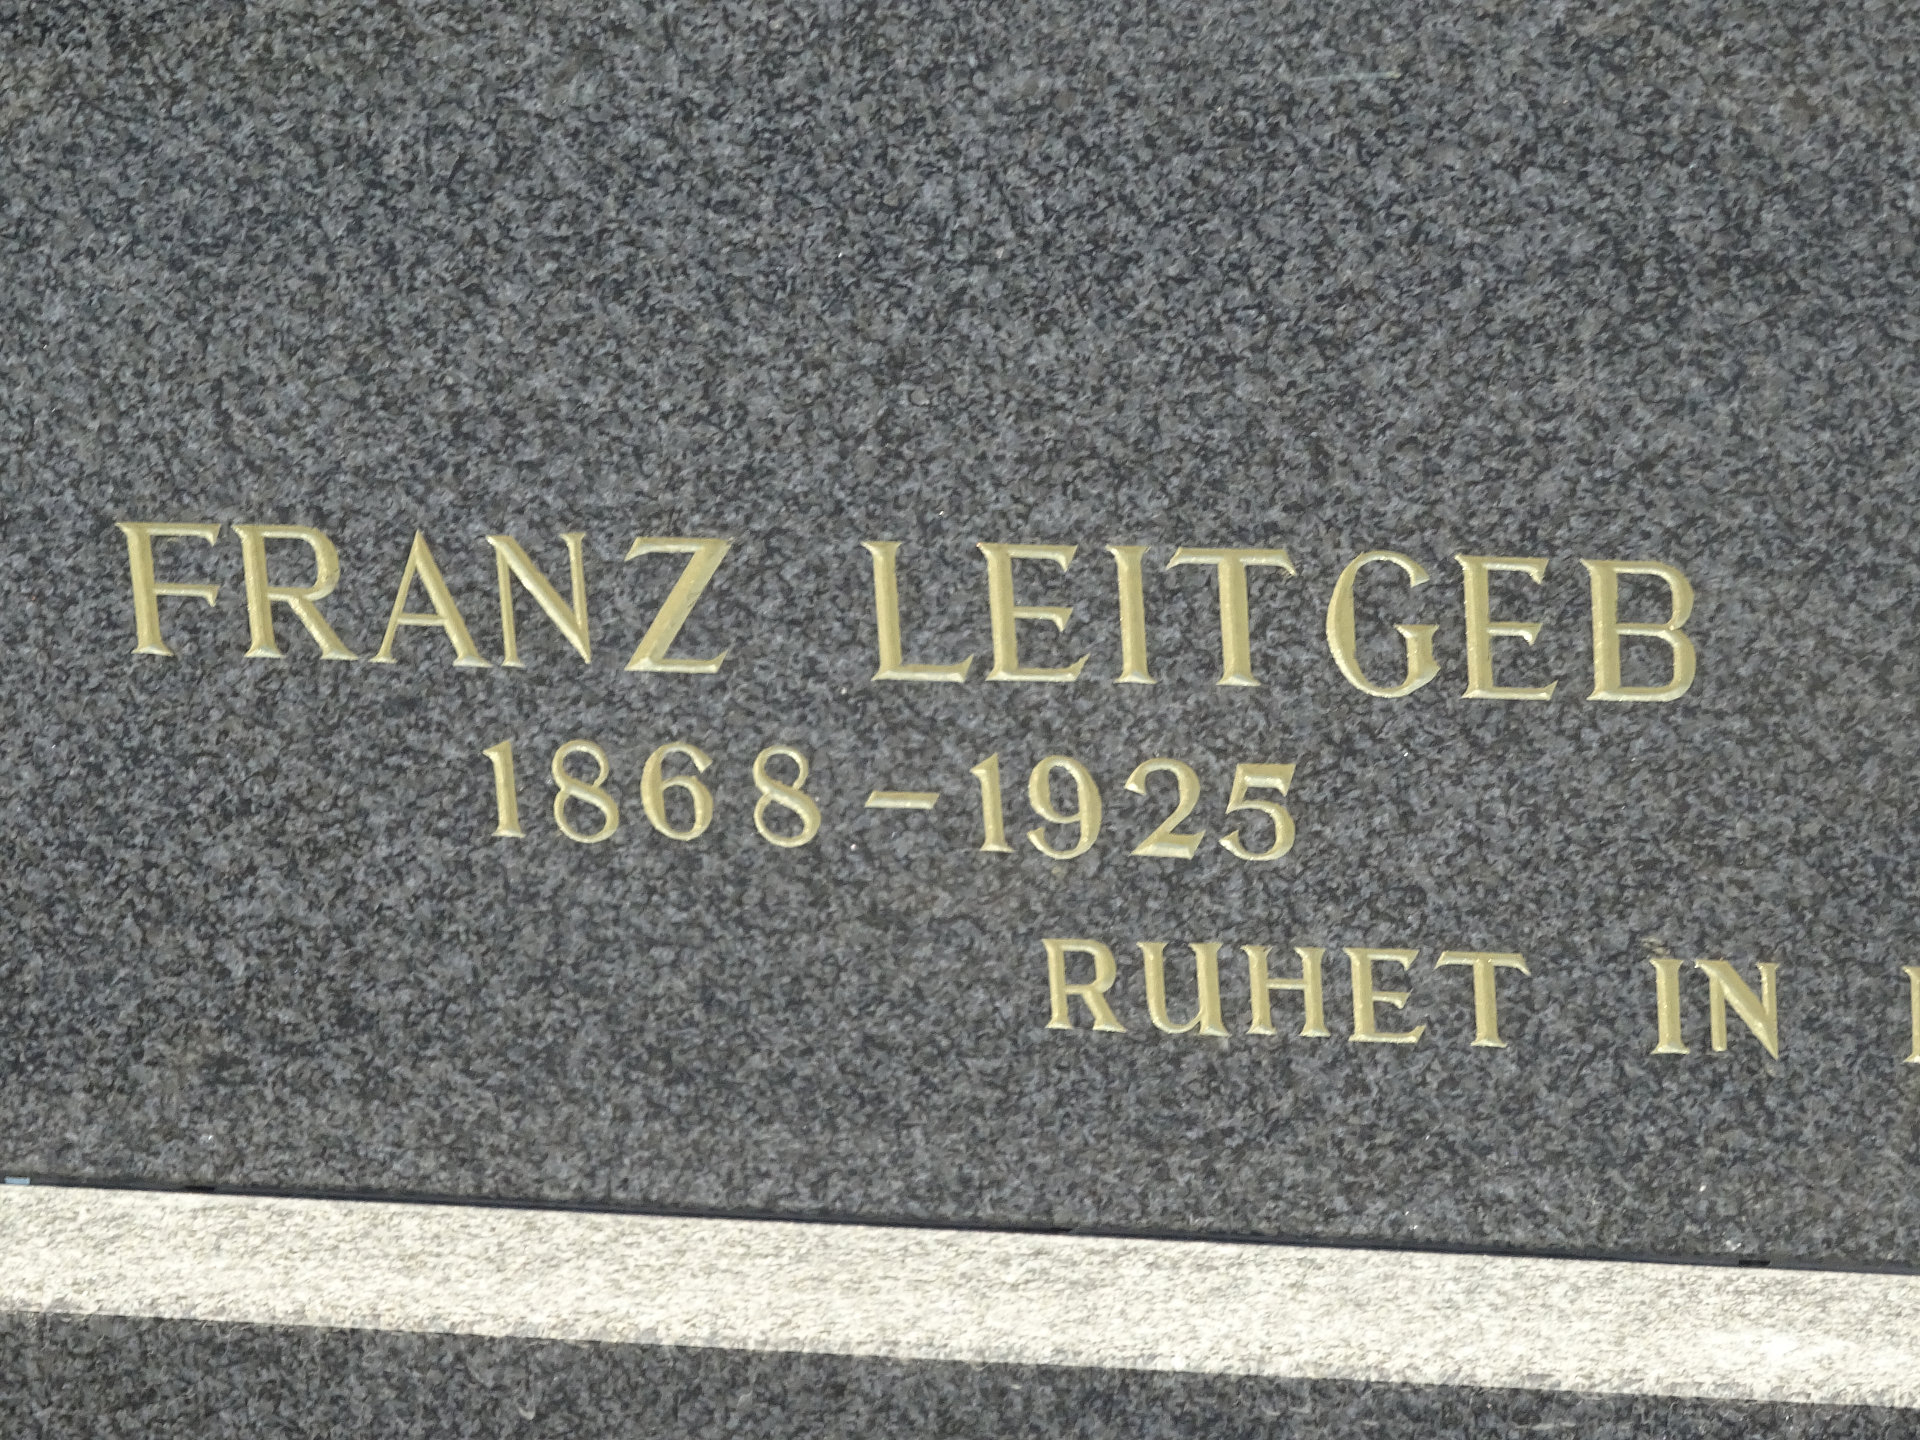 FRANZ LEITGEB
1868-1925
RUHET IN